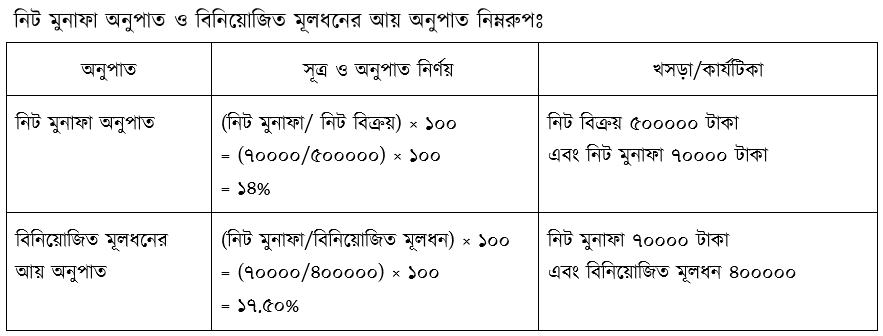 নিট মুনাফা অনুপাত ও বিনিয়োজিত মূলধনের আয় অনুপাত নিম্নরুপঃ
অনুপাত
সূত্র ও অনুপাত নির্ণয়
খসড়া/কার্যটিকা
নিট মুনাফা অনুপাত
(নিট মুনাফা/ নিট বিক্রয়) × ১০০
= (৭০০০০/৫০০০০০) × ১০০
= ১৪%
নিট বিক্রয় ৫০০০০০ টাকা
এবং নিট মুনাফা ৭০০০০ টাকা
বিনিয়োজিত মূলধনের
আয় অনুপাত
(নিট মুনাফা/বিনিয়োজিত মূলধন) × ১০০
= (৭০০০০/৪০০০০০) × ১০০
= ১৭.৫০%
নিট মুনাফা ৭০০০০ টাকা
এবং বিনিয়োজিত মূলধন ৪০০০০০